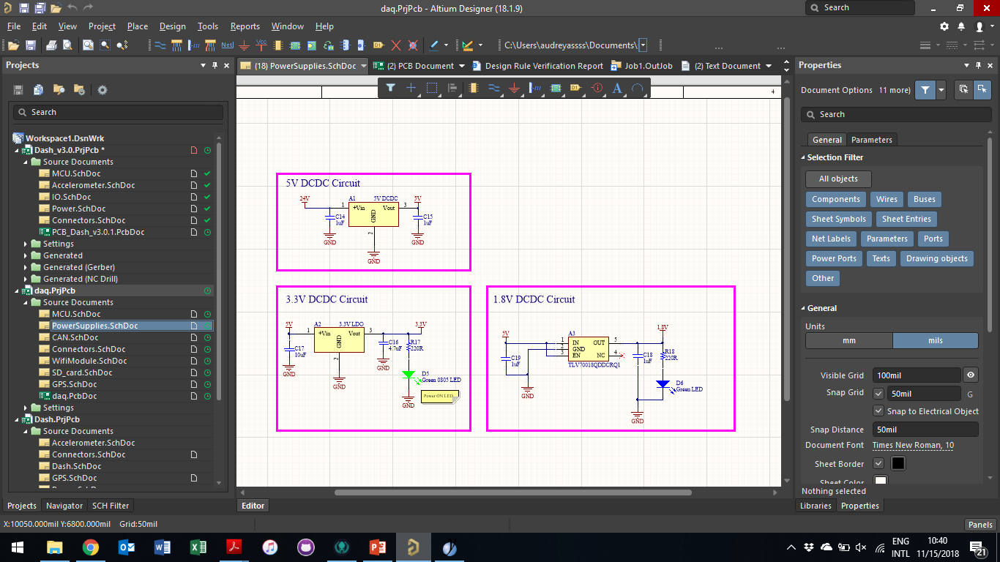 daq.PrjPcb - Altium Designer (18.1.9)
Search
File Edit View Project Place Design Tools Reports Window Help
Net Vcc D1 C:\Users\audreyassss\Documents\ ... ...
Projects
(18) PowerSupplies.SchDoc (2) PCB Document Design Rule Verification Report Job1.OutJob (2) Text Document
Properties
Document Options 11 more)
Search
Search
4
General Parameters
Workspace1.DsnWrk
Dash_v3.0.PrjPcb *
Source Documents
MCU.SchDoc
Accelerometer.SchDoc
IO.SchDoc
Power.SchDoc
Connectors.SchDoc
PCB_Dash_v3.0.1.PcbDoc
Settings
Generated
Generated (Gerber)
Generated (NC Drill)
daq.PrjPcb
Source Documents
MCU.SchDoc
PowerSupplies.SchDoc
CAN.SchDoc
Connectors.SchDoc
WifiModule.SchDoc
SD_card.SchDoc
GPS.SchDoc
daq.PcbDoc
Settings
Dash.PrjPcb
Source Documents
Accelerometer.SchDoc
Connectors.SchDoc
Dash.SchDoc
GPS.SchDoc
Projects Navigator SCH Filter
5V DCDC Circuit
24V A1 5V DCDC 5V
1 +Vin Vout 3
GND
C14
1uF
C15
1uF
2
GND GND
GND
3.3V DCDC Circuit
5V A2 3.3V LDO 3.3V
1 +Vin Vout 3
GND
C17
10uF
C16
4.7uF
R17
220R
2
GND GND
GND
D5
Green 0805 LED
Power ON LED
GND
1.8V DCDC Circuit
5V A3 1.8V
1 IN OUT 5
2 GND
3 EN NC 4
TLV70018QDDCRQ1
C19
1uF
C18
1uF
R18
220R
D6
Green LED
GND
GND
Editor
Selection Filter
All objects
Components Wires Buses
Sheet Symbols Sheet Entries
Net Labels Parameters Ports
Power Ports Texts Drawing objects
Other
General
Units
mm mils
Visible Grid 100mil
Snap Grid 50mil G
Snap to Electrical Object
Snap Distance 50mil
Document Font Times New Roman, 10
Sheet Border
Sheet Color
Nothing selected
Libraries Properties
X:10050.000mil Y:6800.000mil Grid:50mil
Panels
ENG
INTL
10:40
11/15/2018
21